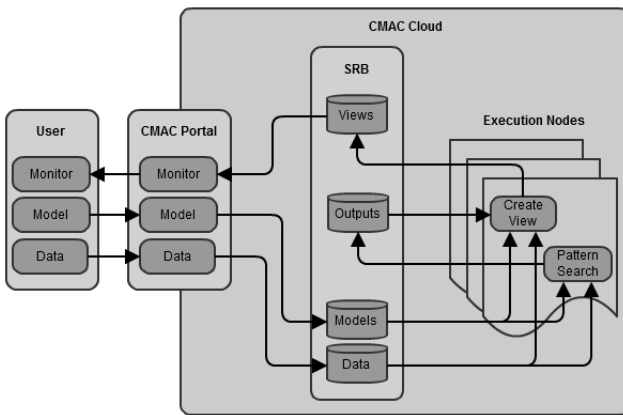 CMAC Cloud
SRB
User
CMAC Portal
Execution Nodes
Views
Monitor
Monitor
Model
Model
Outputs
Create
View
Data
Data
Pattern
Search
Models
Data